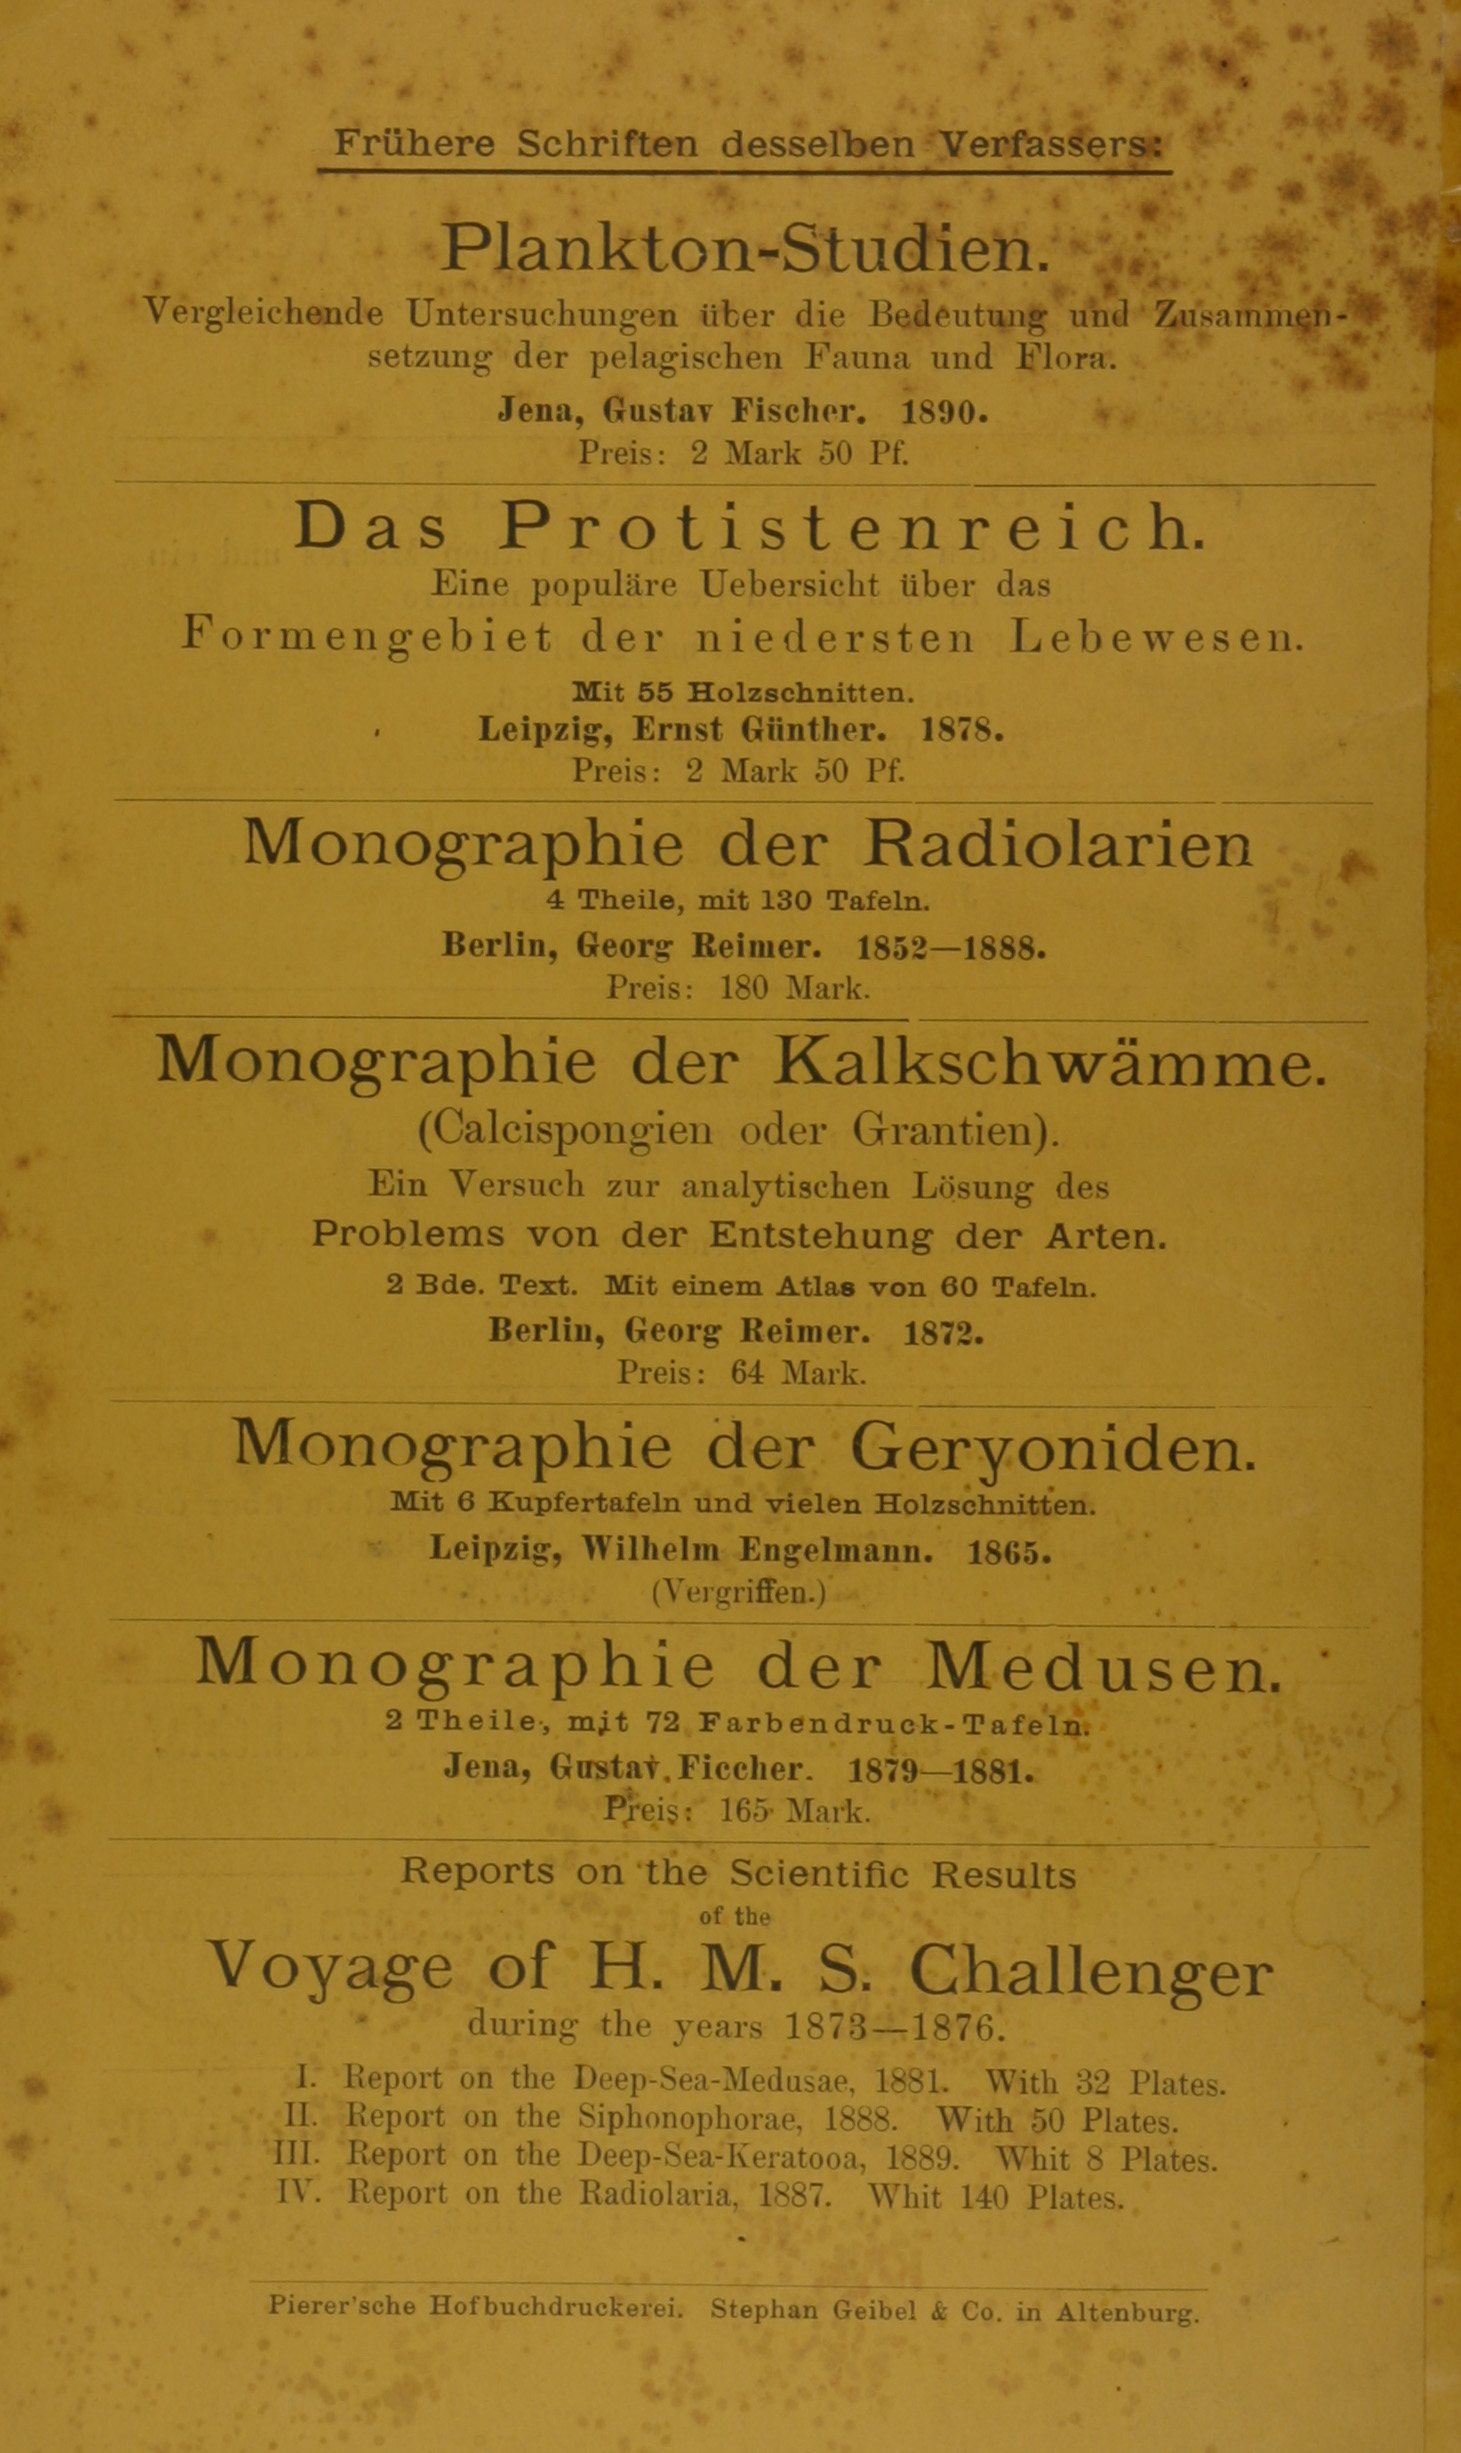 Frühere Schriften desselben Verfassers:
Plankton-Studien.
Vergleichende Untersuchungen über die Bedeutung und Zusammen-
setzung der pelagischen Fauna und Flora.
Jena, Gustav Fischer. 1890.
Preis: 2 Mark 50 Pf.
Das Protistenreich.
Eine populäre Uebersicht über das
Formengebiet der niedersten Lebewesen.
Mit 55 Holzschnitten.
Leipzig, Ernst Günther. 1878.
Preis: 2 Mark 50 Pf.
Monographie der Radiolarien
4 Theile, mit 130 Tafeln.
Berlin, Georg Reimer. 1852—1888.
Preis: 180 Mark.
Monographie der Kalkschwämme.
(Calcispongien oder Grantien).
Ein Versuch zur analytischen Lösung des
Problems von der Entstehung der Arten.
2 Bde. Text. Mit einem Atlas von 60 Tafeln.
Berlin, Georg Reimer. 1872.
Preis: 64 Mark.
Monographie der Geryoniden.
Mit 6 Kupfertafeln und vielen Holzschnitten.
Leipzig, Wilhelm Engelmann. 1865.
(Vergriffen.)
Monographie der Medusen.
2 Theile, mit 72 Farbendruck-Tafeln.
Jena, Gustav Ficcher. 1879—1881.
Preis: 165 Mark.
Reports on the Scientific Results
of the
Voyage of H. M. S. Challenger
during the years 1873—1876.
I. Report on the Deep-Sea-Medusae, 1881. With 32 Plates.
II. Report on the Siphonophorae, 1888. With 50 Plates.
III. Report on the Deep-Sea-Keratooa, 1889. Whit 8 Plates.
IV. Report on the Radiolaria, 1887. Whit 140 Plates.
Pierer'sche Hofbuchdruckerei. Stephan Geibel & Co. in Altenburg.